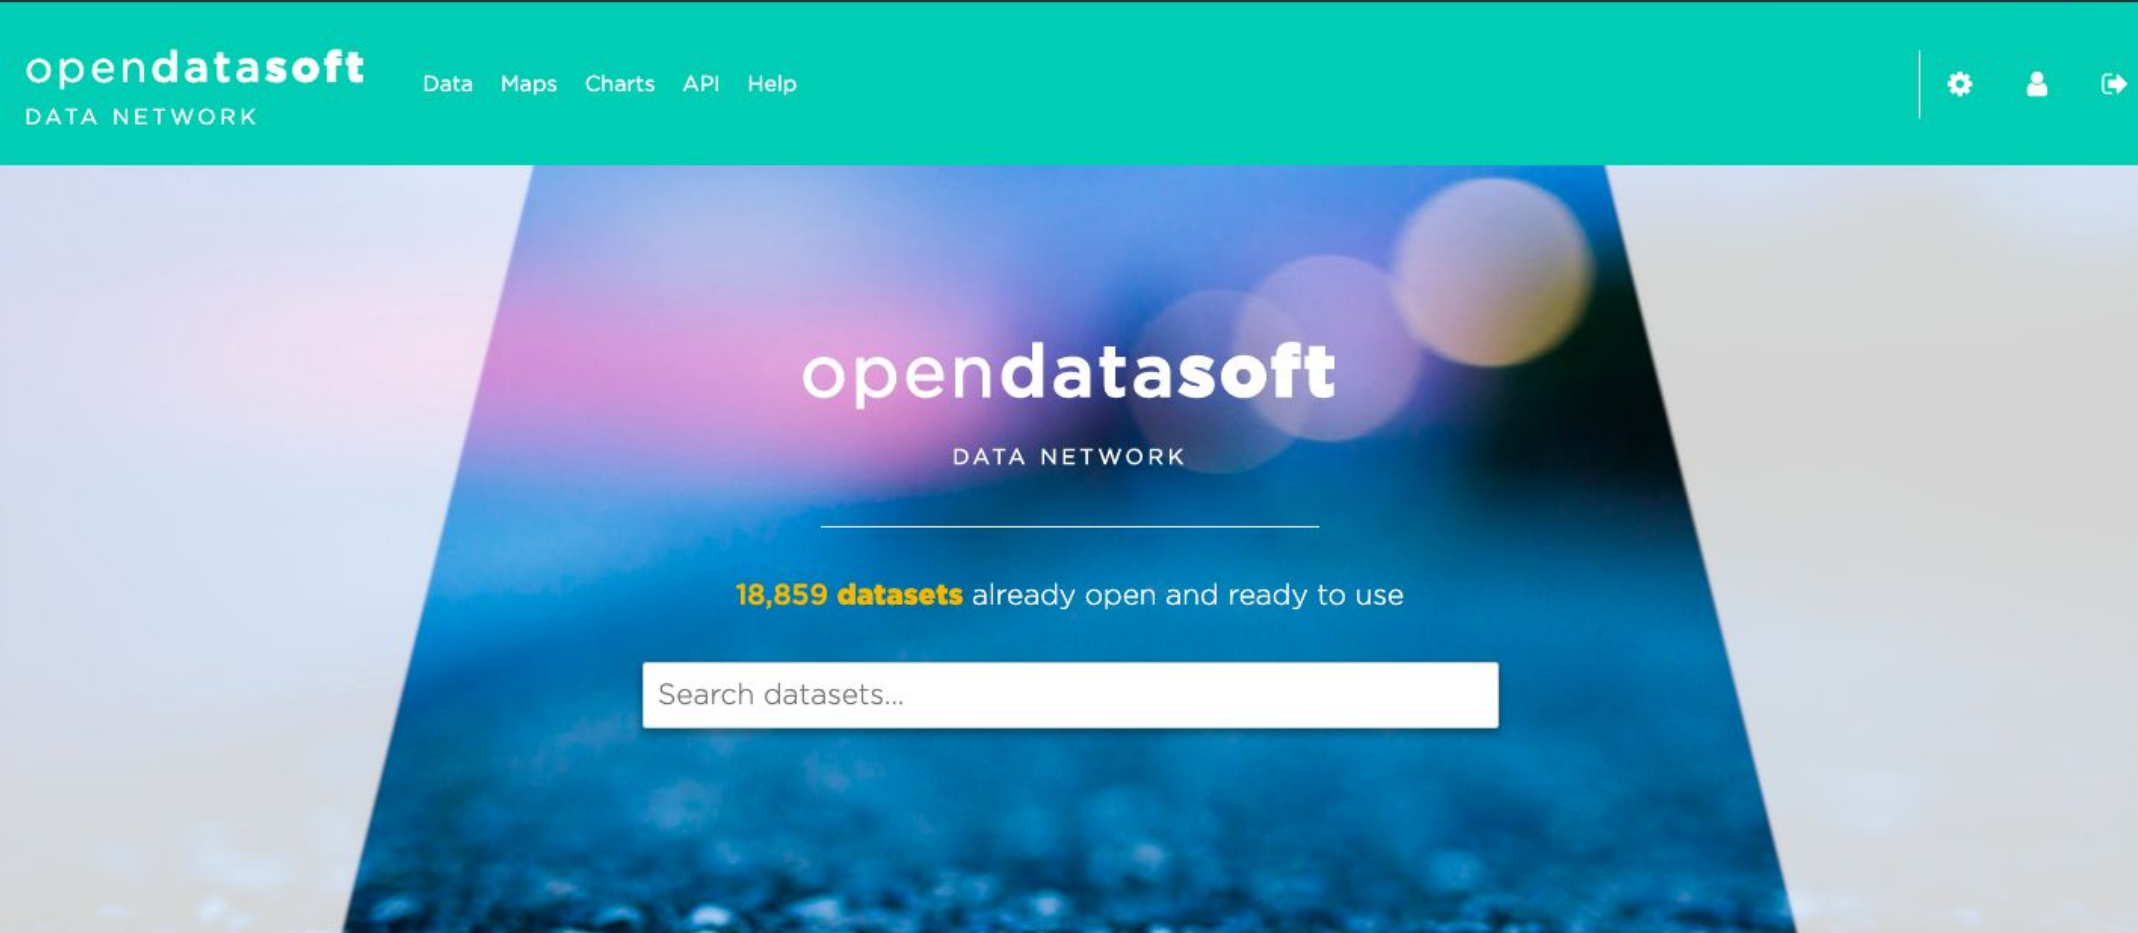 opendatasoft
DATA NETWORK
Data Maps Charts API Help
opendatasoft
DATA NETWORK
18,859 datasets already open and ready to use
Search datasets...